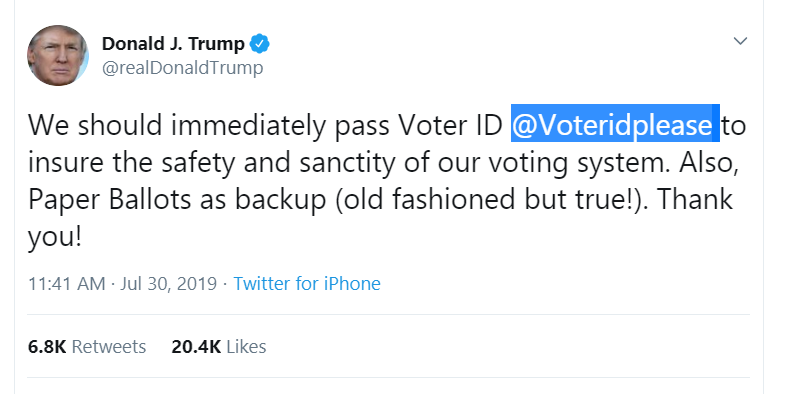 Donald J. Trump
@realDonaldTrump
We should immediately pass Voter ID @Voteridplease to
insure the safety and sanctity of our voting system. Also,
Paper Ballots as backup (old fashioned but true!). Thank
you!
11:41 AM · Jul 30, 2019 · Twitter for iPhone
6.8K Retweets 20.4K Likes